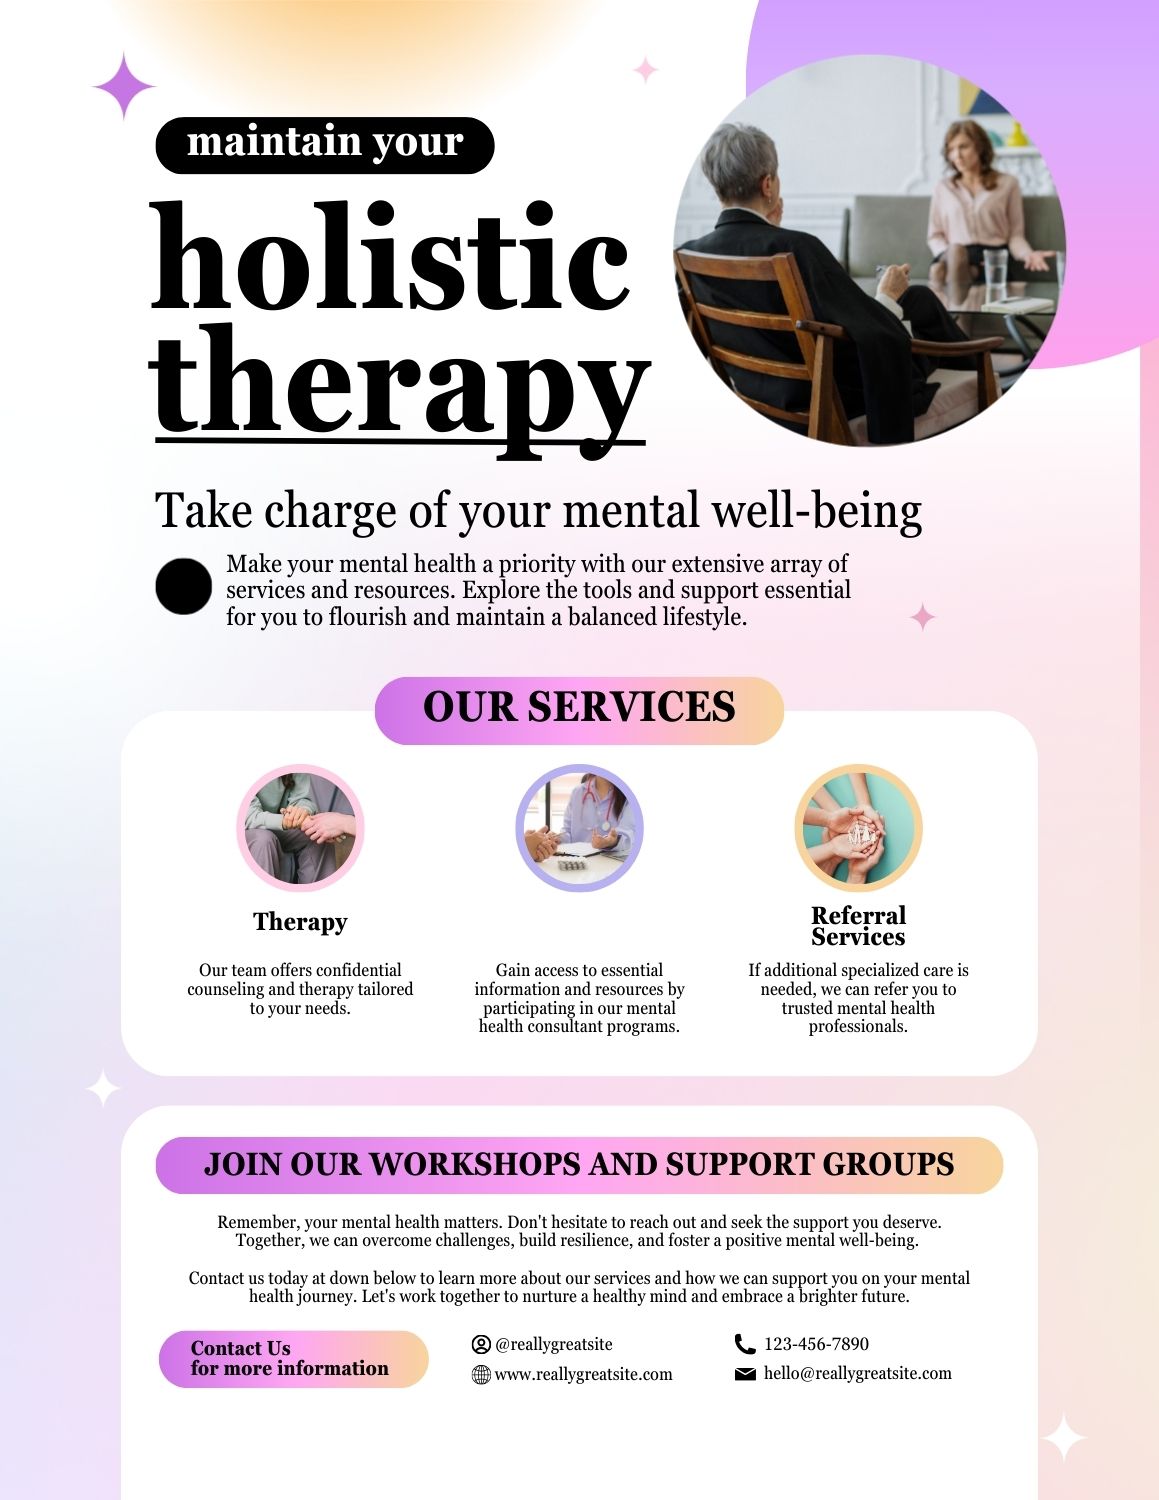 maintain your
holistic
therapy
Take charge of your mental well-being
Make your mental health a priority with our extensive array of
services and resources. Explore the tools and support essential
for you to flourish and maintain a balanced lifestyle.
OUR SERVICES
Therapy
Our team offers confidential
counseling and therapy tailored
to your needs.
Gain access to essential
information and resources by
participating in our mental
health consultant programs.
Referral
Services
If additional specialized care is
needed, we can refer you to
trusted mental health
professionals.
JOIN OUR WORKSHOPS AND SUPPORT GROUPS
Remember, your mental health matters. Don't hesitate to reach out and seek the support you deserve.
Together, we can overcome challenges, build resilience, and foster a positive mental well-being.
Contact us today at down below to learn more about our services and how we can support you on your mental
health journey. Let's work together to nurture a healthy mind and embrace a brighter future.
Contact Us
for more information
@reallygreatsite
www.reallygreatsite.com
123-456-7890
hello@reallygreatsite.com